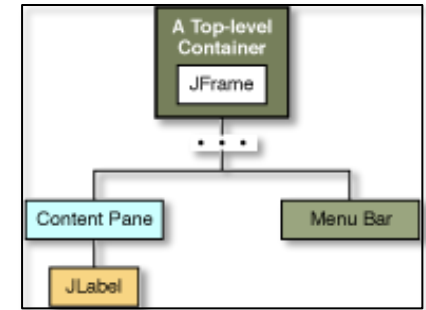 A Top-level
Container
JFrame
. . .
Content Pane
Menu Bar
JLabel